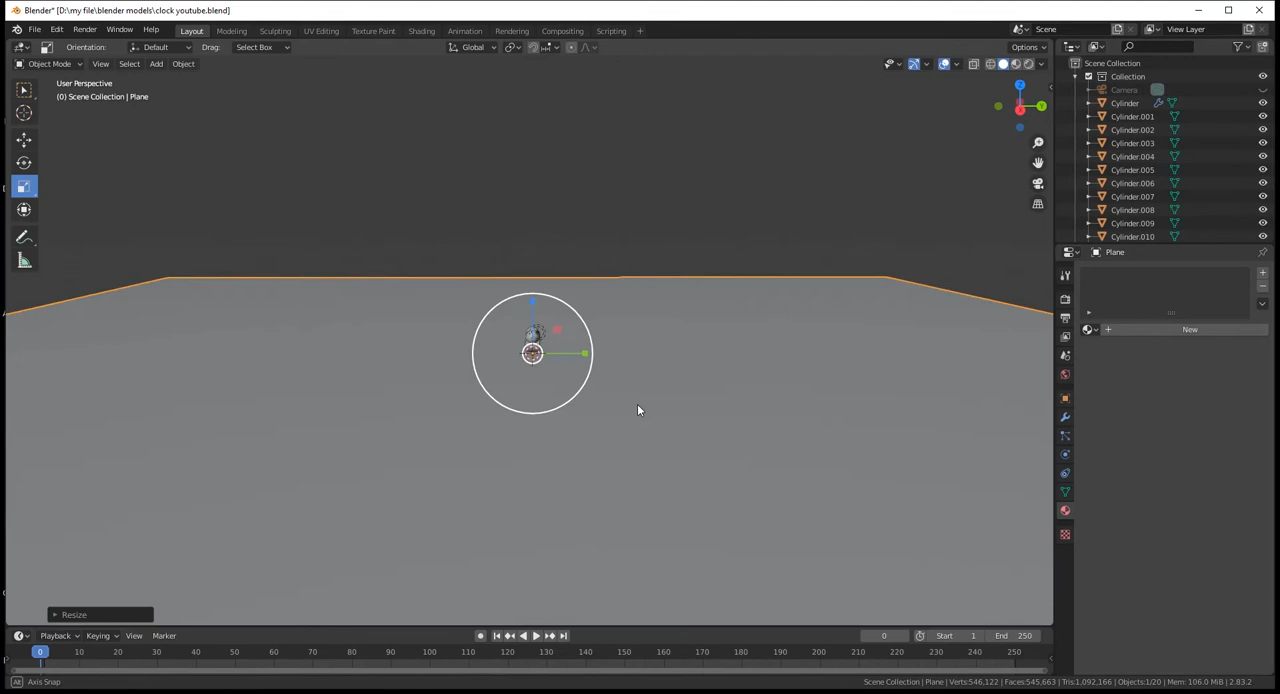 Blender* [D:\my file\blender models\clock youtube.blend]
File Edit Render Window Help Layout Modeling Sculpting UV Editing Texture Paint Shading Animation Rendering Compositing Scripting + Scene View Layer
Orientation: Default Drag: Select Box Global Options
Object Mode View Select Add Object
Scene Collection
Collection
Camera
Cylinder
Cylinder.001
Cylinder.002
Cylinder.003
Cylinder.004
Cylinder.005
Cylinder.006
Cylinder.007
Cylinder.008
Cylinder.009
Cylinder.010
User Perspective
(0) Scene Collection | Plane
Z
Y
Plane
New
Resize
Playback Keying View Marker 0 Start 1 End 250
0 10 20 30 40 50 60 70 80 90 100 110 120 130 140 150 160 170 180 190 200 210 220 230 240 250
Alt Axis Snap Scene Collection | Plane | Verts:546,122 | Faces:545,663 | Tris:1,092,166 | Objects:1/20 | Mem: 106.0 MiB | 2.83.2